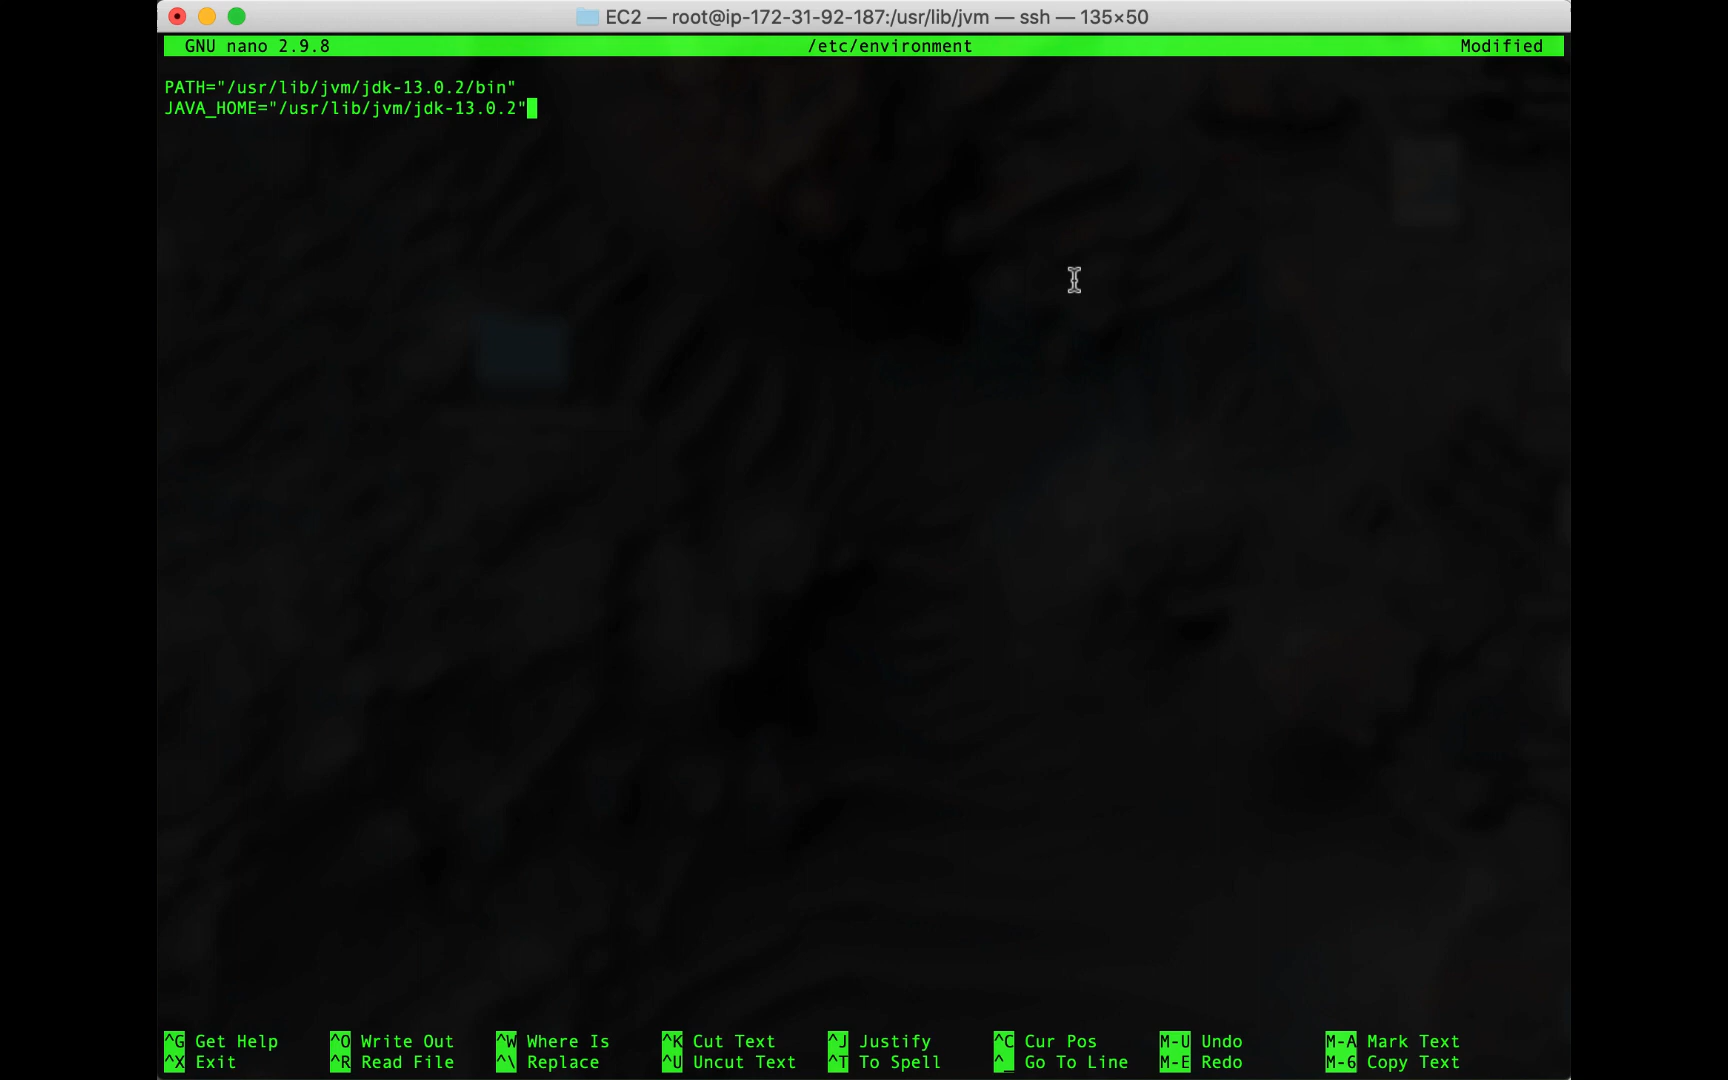 EC2 — root@ip-172-31-92-187:/usr/lib/jvm — ssh — 135×50
GNU nano 2.9.8 /etc/environment Modified
PATH="/usr/lib/jvm/jdk-13.0.2/bin"
JAVA_HOME="/usr/lib/jvm/jdk-13.0.2"
^G Get Help ^O Write Out ^W Where Is ^K Cut Text ^J Justify ^C Cur Pos M-U Undo M-A Mark Text
^X Exit ^R Read File ^\ Replace ^U Uncut Text ^T To Spell ^_ Go To Line M-E Redo M-6 Copy Text